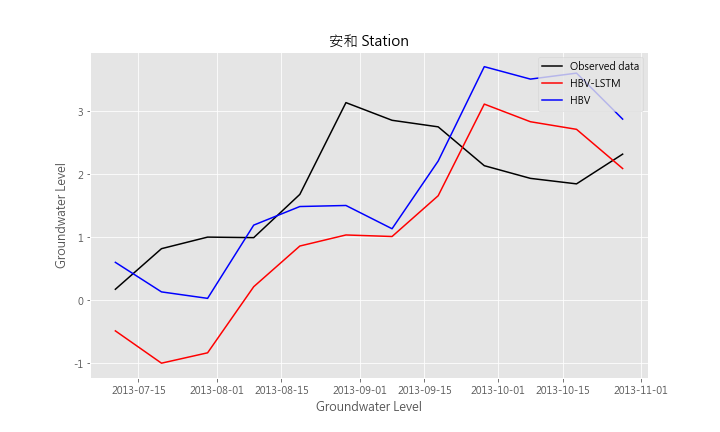 安和 Station
Observed data
HBV-LSTM
HBV
Groundwater Level
3
2
1
0
-1
2013-07-15
2013-08-01
2013-08-15
2013-09-01
2013-09-15
2013-10-01
2013-10-15
2013-11-01
Groundwater Level